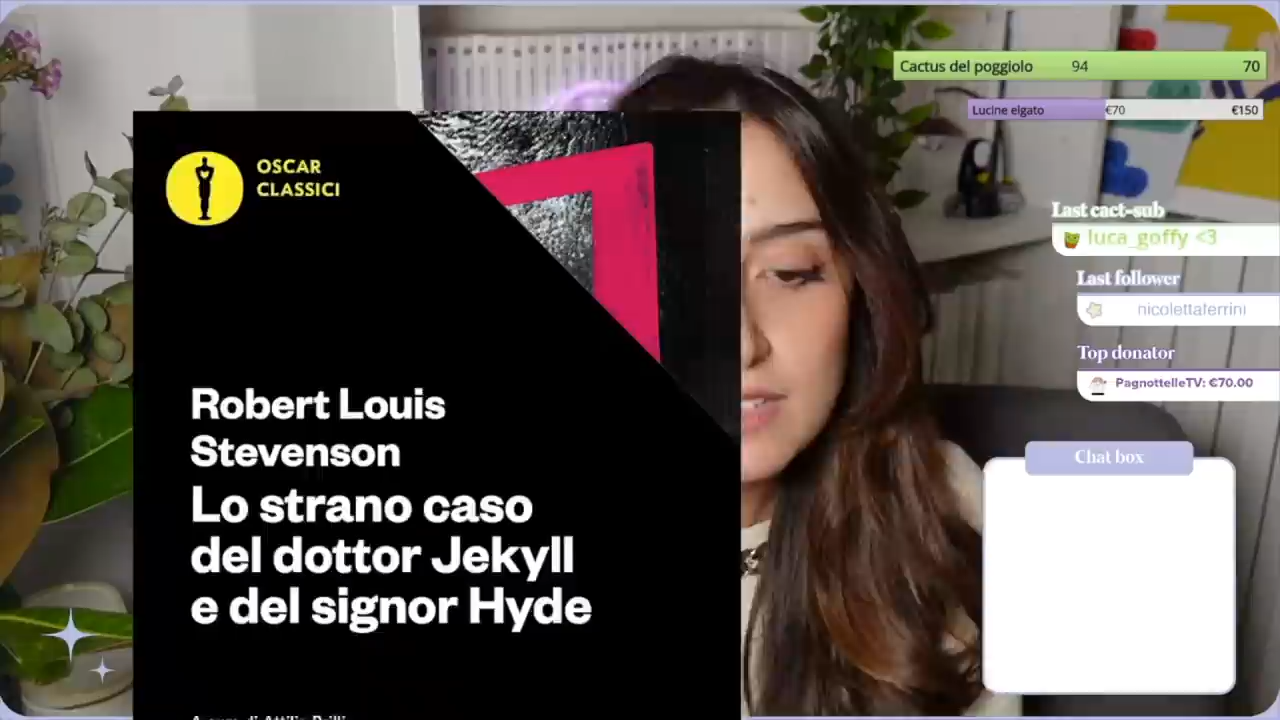 Cactus del poggiolo 94 70
Lucine elgato €70 €150
OSCAR
CLASSICI
Last cact-sub
luca_goffy <3
Last follower
nicolettaferrini
Top donator
PagnottelleTV: €70.00
Robert Louis
Stevenson
Lo strano caso
del dottor Jekyll
e del signor Hyde
Chat box